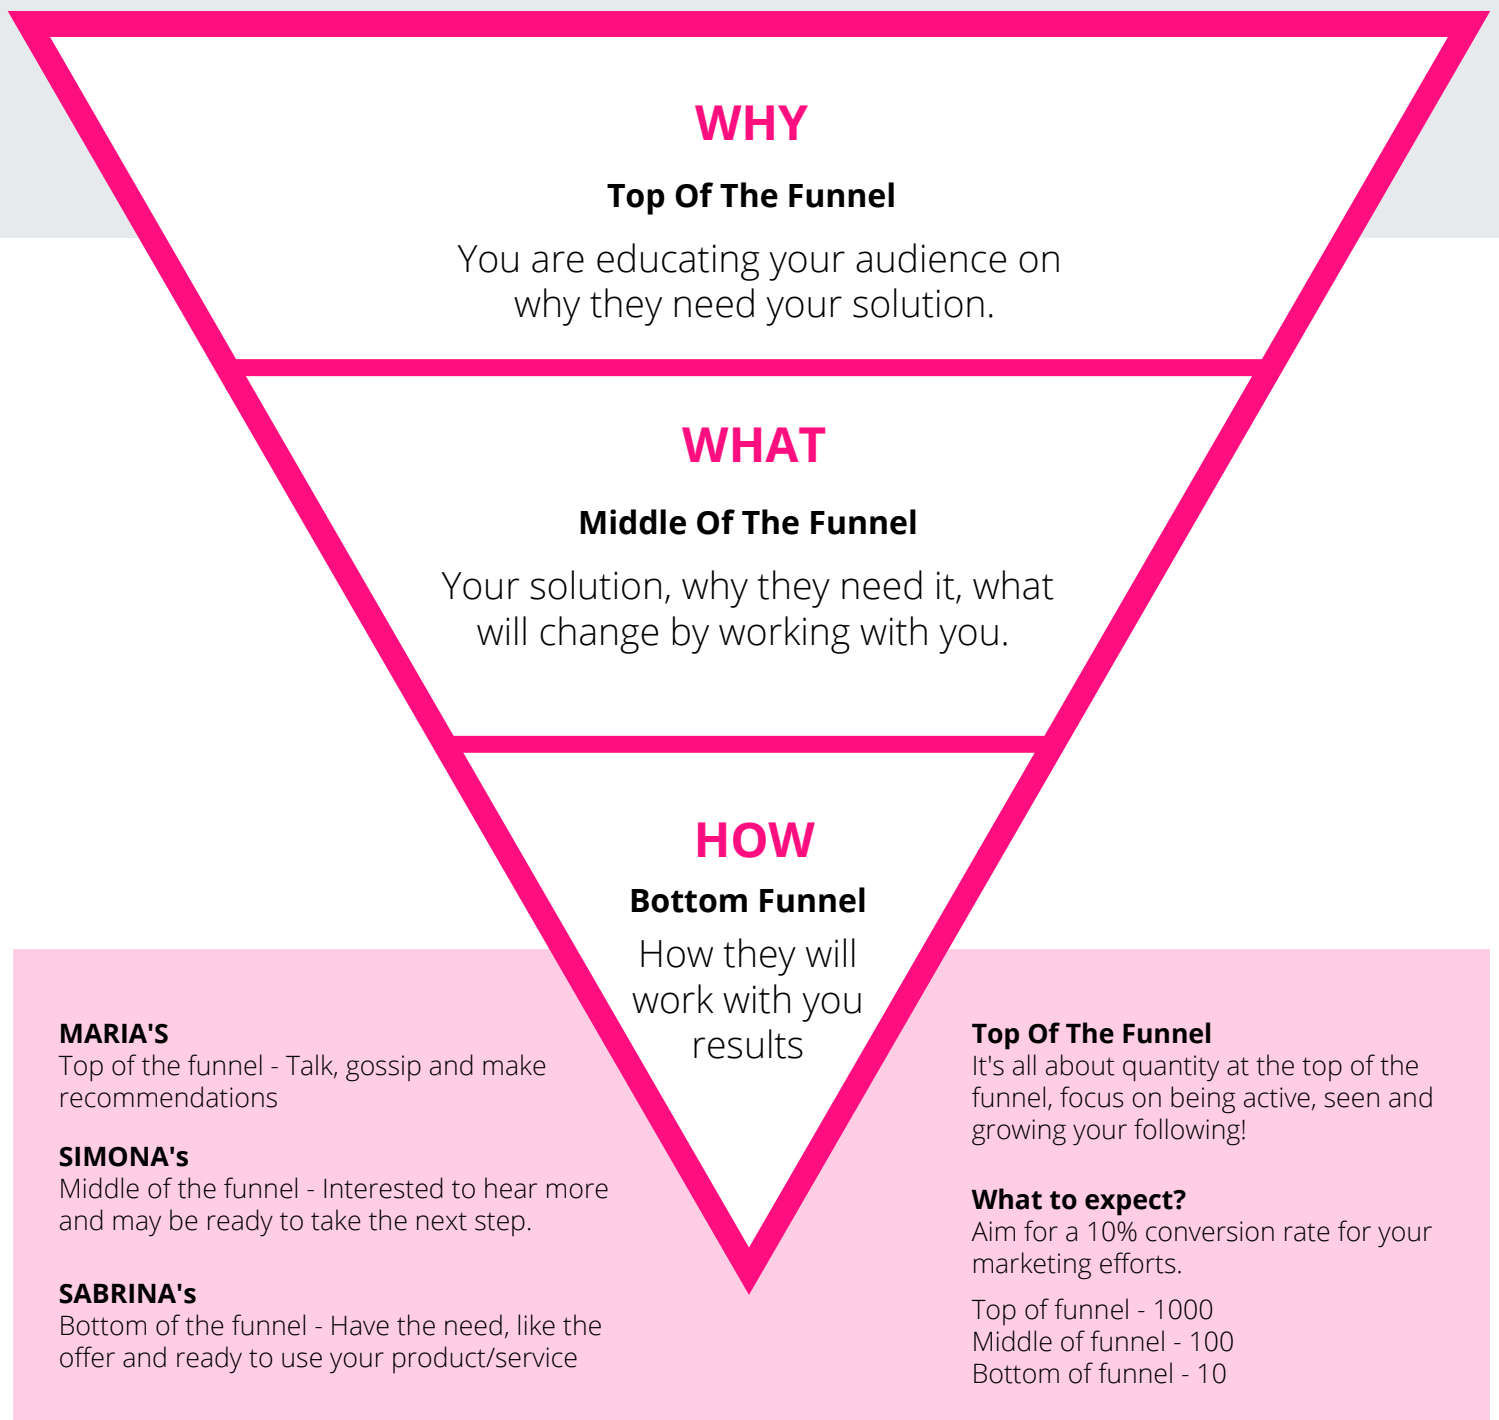 WHY
Top Of The Funnel
You are educating your audience on
why they need your solution.
WHAT
Middle Of The Funnel
Your solution, why they need it, what
will change by working with you.
HOW
Bottom Funnel
How they will
work with you
results
MARIA'S
Top of the funnel - Talk, gossip and make
recommendations
SIMONA's
Middle of the funnel - Interested to hear more
and may be ready to take the next step.
SABRINA's
Bottom of the funnel - Have the need, like the
offer and ready to use your product/service
Top Of The Funnel
It's all about quantity at the top of the
funnel, focus on being active, seen and
growing your following!
What to expect?
Aim for a 10% conversion rate for your
marketing efforts.
Top of funnel - 1000
Middle of funnel - 100
Bottom of funnel - 10